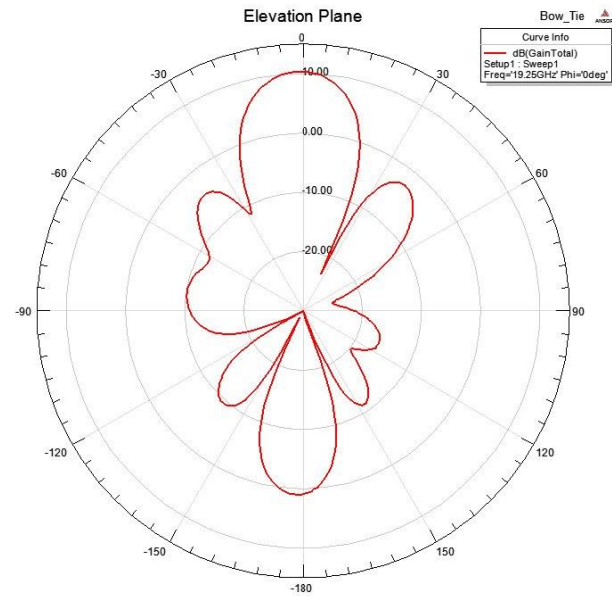 Elevation Plane
Bow_Tie
Curve Info
dB(GainTotal)
Setup1 : Sweep1
Freq='19.25GHz' Phi='0deg'
0
-30
30
10.00
0.00
-60
60
-10.00
-20.00
-90
90
-120
120
-150
150
-180